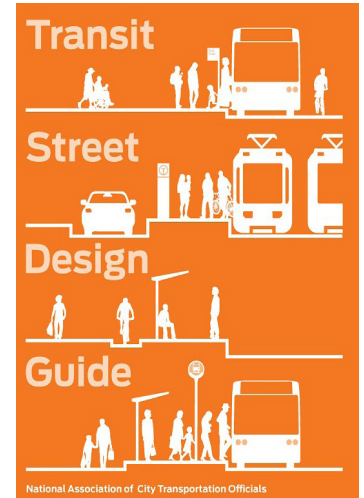 Transit
Street
Design
Guide
National Association of City Transportation Officials